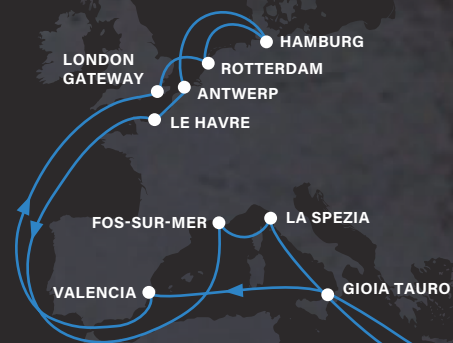 HAMBURG
LONDON
GATEWAY
ROTTERDAM
ANTWERP
LE HAVRE
FOS-SUR-MER
LA SPEZIA
VALENCIA
GIOIA TAURO